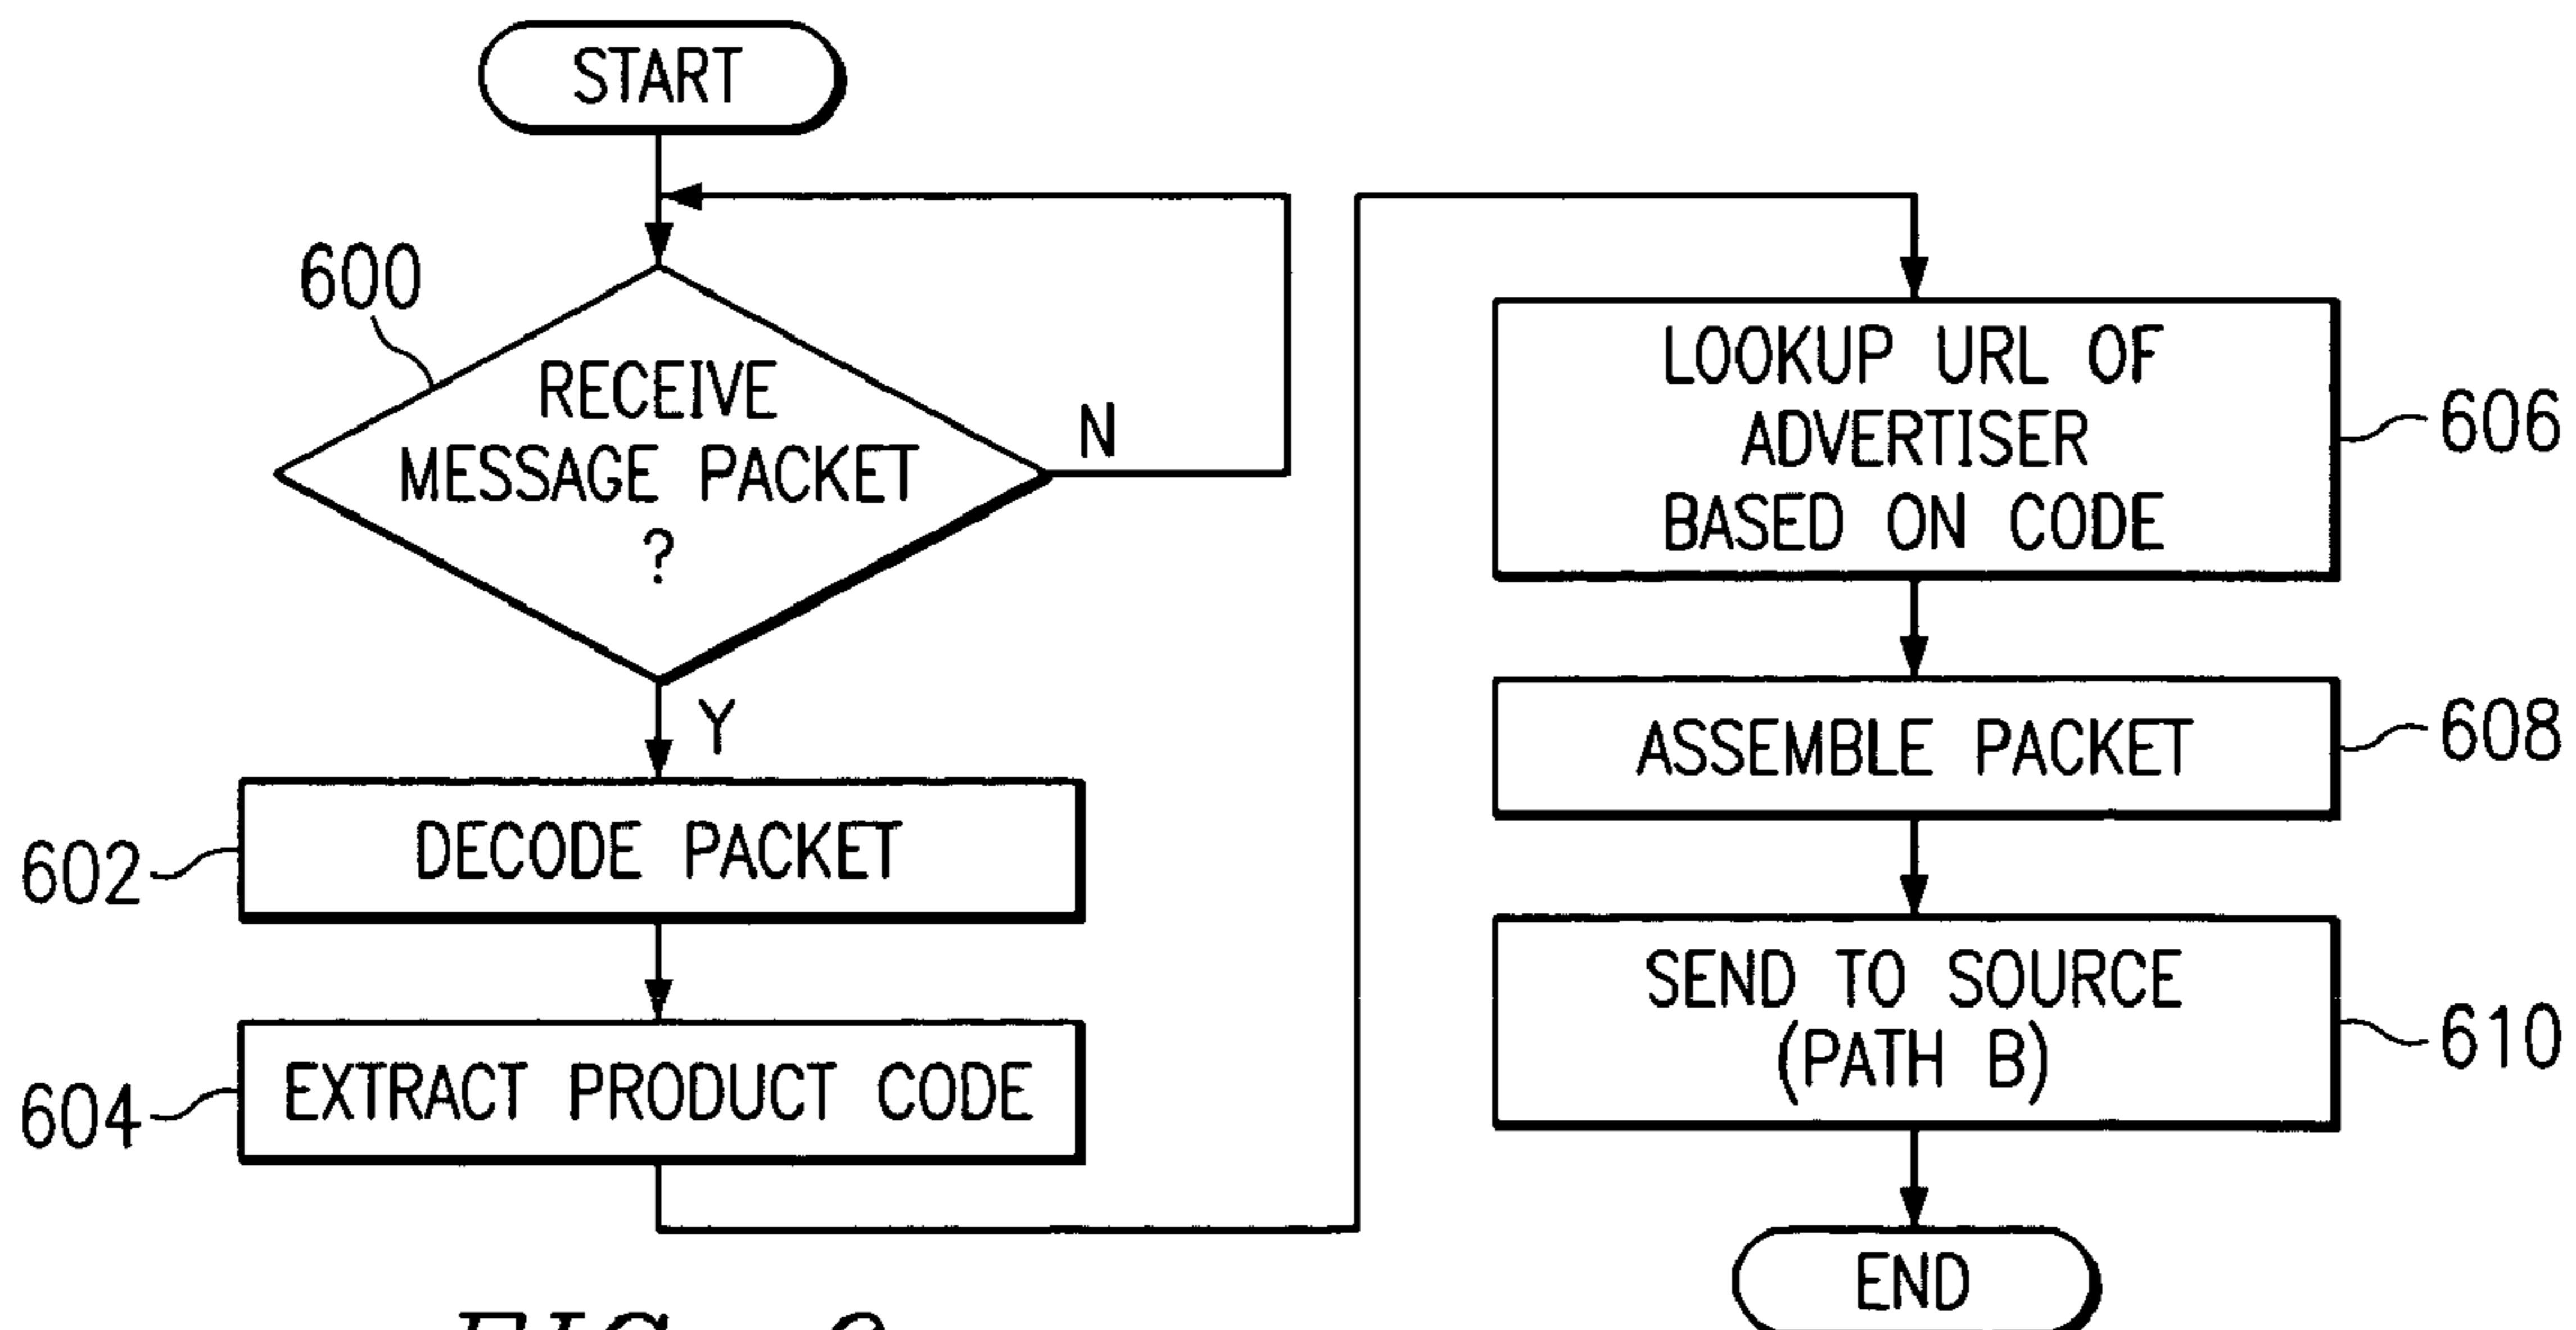 START
600
RECEIVE
MESSAGE PACKET
?
N
Y
602
DECODE PACKET
604
EXTRACT PRODUCT CODE
LOOKUP URL OF
ADVERTISER
BASED ON CODE
606
ASSEMBLE PACKET
608
SEND TO SOURCE
(PATH B)
610
END